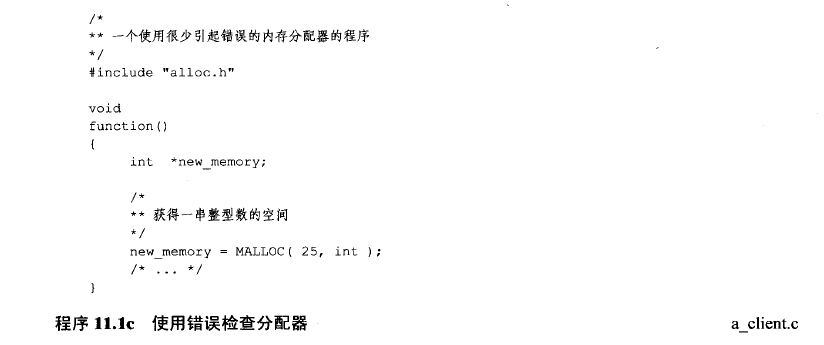 /*
** 一个使用很少引起错误的内存分配器的程序
*/
#include "alloc.h"
void
function()
{
int *new_memory;
/*
** 获得一串整型数的空间
*/
new_memory = MALLOC( 25, int );
/* ... */
}
程序 11.1c 使用错误检查分配器 a_client.c